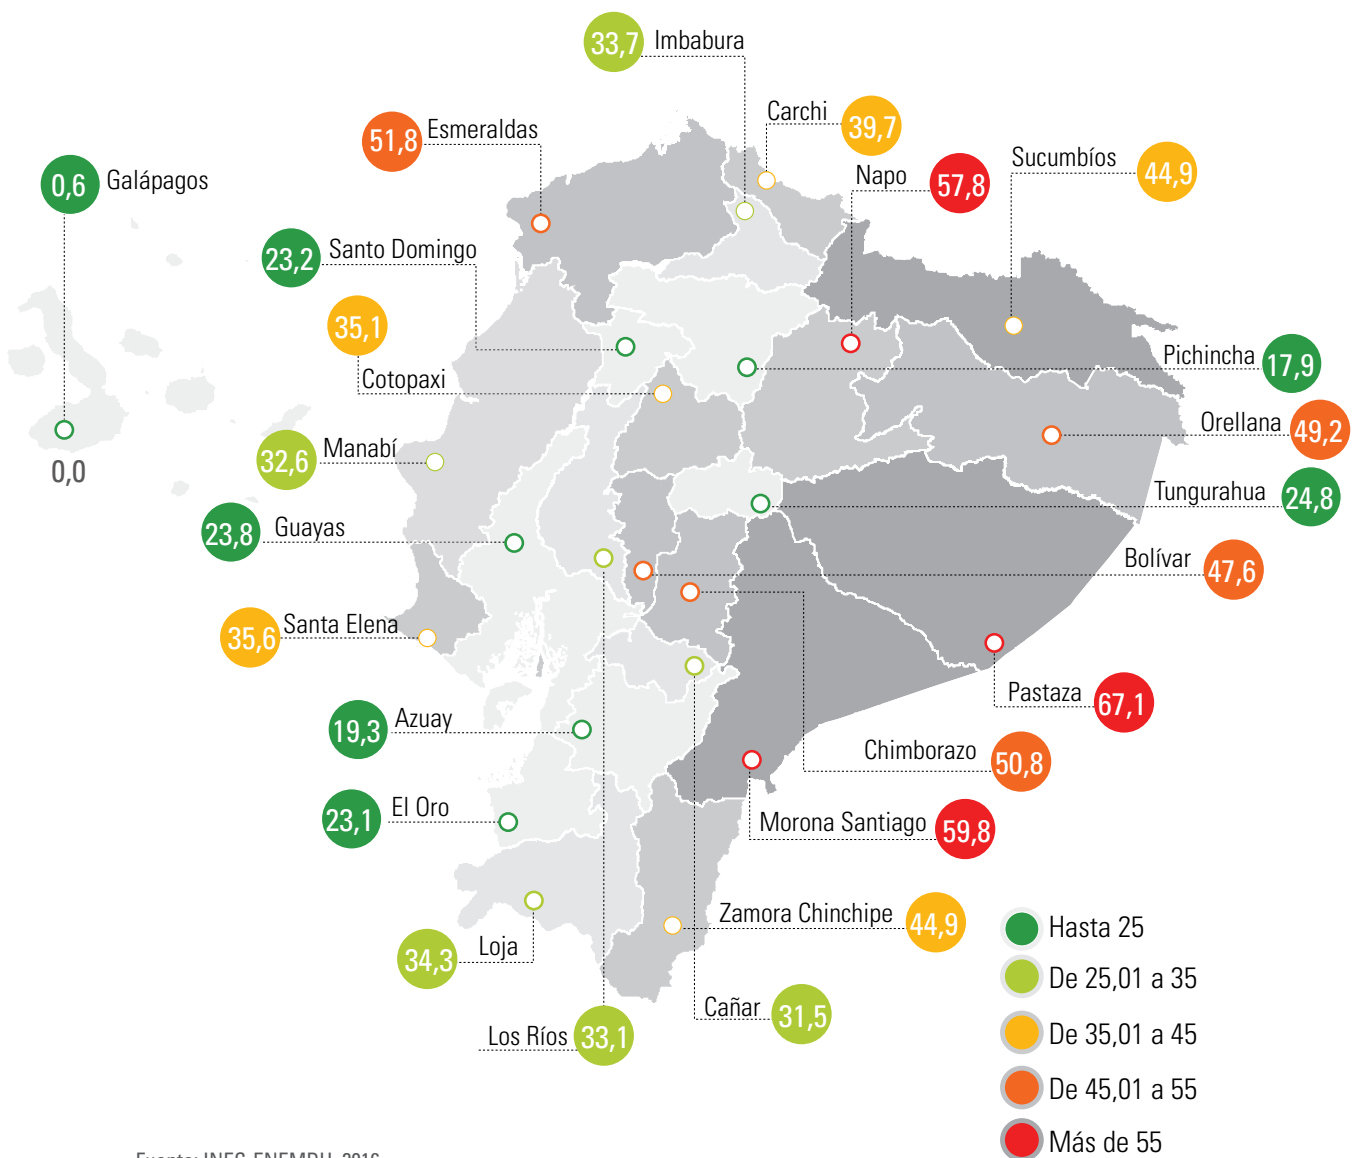 33,7 Imbabura
Carchi 39,7
51,8 Esmeraldas
Sucumbíos 44,9
Napo 57,8
0,6 Galápagos
23,2 Santo Domingo
35,1
Cotopaxi
Pichincha 17,9
Orellana 49,2
0,0
32,6 Manabí
Tungurahua 24,8
23,8 Guayas
Bolívar 47,6
35,6 Santa Elena
Pastaza 67,1
19,3 Azuay
Chimborazo 50,8
23,1 El Oro
Morona Santiago 59,8
Zamora Chinchipe 44,9
34,3 Loja
Cañar 31,5
Los Ríos 33,1
Hasta 25
De 25,01 a 35
De 35,01 a 45
De 45,01 a 55
Más de 55
Fuente: INEC-ENEMDU, 2016